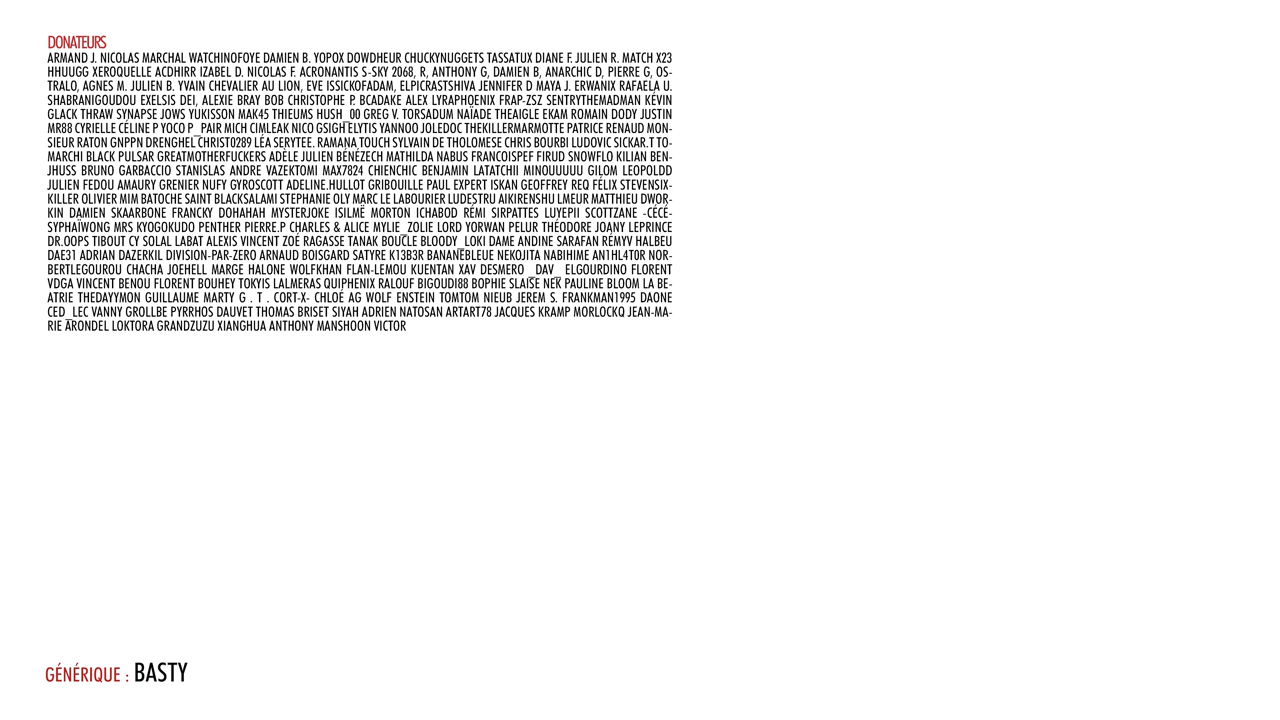 DONATEURS
ARMAND J. NICOLAS MARCHAL WATCHINOFOYE DAMIEN B. YOPOX DOWDHEUR CHUCKYNUGGETS TASSATUX DIANE F. JULIEN R. MATCH X23
HHUUGG XEROQUELLE ACDHIRR IZABEL D. NICOLAS F. ACRONANTIS S-SKY 2068, R, ANTHONY G, DAMIEN B, ANARCHIC D, PIERRE G, OS-
TRALO, AGNES M. JULIEN B. YVAIN CHEVALIER AU LION, EVE ISSICKOFADAM, ELPICRASTSHIVA JENNIFER D MAYA J. ERWANIX RAFAELA U.
SHABRANIGOUDOU EXELSIS DEI, ALEXIE BRAY BOB CHRISTOPHE P. BCADAKE ALEX LYRAPHOENIX FRAP-ZSZ SENTRYTHEMADMAN KÉVIN
GLACK THRAW SYNAPSE JOWS YUKISSON MAK45 THIEUMS HUSH_00 GREG V. TORSADUM NAÏADE THEAIGLE EKAM ROMAIN DODY JUSTIN
MR88 CYRIELLE CÉLINE P YOCO P_PAIR MICH CIMLEAK NICO GSIGH ELYTIS YANNOO JOLEDOC THEKILLERMARMOTTE PATRICE RENAUD MON-
SIEUR RATON GNPPN DRENGHEL CHRIST0289 LÉA SERYTEE. RAMANA TOUCH SYLVAIN DE THOLOMESE CHRIS BOURBI LUDOVIC SICKAR.T TO-
MARCHI BLACK PULSAR GREATMOTHERFUCKERS ADÈLE JULIEN BÉNÉZECH MATHILDA NABUS FRANCOISPEF FIRUD SNOWFLO KILIAN BEN-
JHUSS BRUNO GARBACCIO STANISLAS ANDRE VAZEKTOMI MAX7824 CHIENCHIC BENJAMIN LATATCHII MINOUUUUU GILOM LEOPOLDD
JULIEN FEDOU AMAURY GRENIER NUFY GYROSCOTT ADELINE.HULLOT GRIBOUILLE PAUL EXPERT ISKAN GEOFFREY REQ FÉLIX STEVENSIX-
KILLER OLIVIER MIM BATOCHE SAINT BLACKSALAMI STEPHANIE OLY MARC LE LABOURIER LUDESTRU AIKIRENSHU LMEUR MATTHIEU DWOR-
KIN DAMIEN SKAARBONE FRANCKY DOHAHAH MYSTERJOKE ISILMË MORTON ICHABOD RÉMI SIRPATTES LUYEPII SCOTTZANE -CÉCÉ-
SYPHAÏWONG MRS KYOGOKUDO PENTHER PIERRE.P CHARLES & ALICE MYLIE_ZOLIE LORD YORWAN PELUR THÉODORE JOANY LEPRINCE
DR.OOPS TIBOUT CY SOLAL LABAT ALEXIS VINCENT ZOÉ RAGASSE TANAK BOUCLE BLOODY_LOKI DAME ANDINE SARAFAN RÉMYV HALBEU
DAE31 ADRIAN DAZERKIL DIVISION-PAR-ZERO ARNAUD BOISGARD SATYRE K13B3R BANANEBLEUE NEKOJITA NABIHIME AN1HL4T0R NOR-
BERTLEGOUROU CHACHA JOEHELL MARGE HALONE WOLFKHAN FLAN-LEMOU KUENTAN XAV DESMERO _DAV_ ELGOURDINO FLORENT
VDGA VINCENT BENOU FLORENT BOUHEY TOKYIS LALMERAS QUIPHENIX RALOUF BIGOUDI88 BOPHIE SLAISE NEK PAULINE BLOOM LA BE-
ATRIE THEDAYYMON GUILLAUME MARTY G . T . CORT-X- CHLOÉ AG WOLF ENSTEIN TOMTOM NIEUB JEREM S. FRANKMAN1995 DAONE
CED_LEC VANNY GROLLBE PYRRHOS DAUVET THOMAS BRISET SIYAH ADRIEN NATOSAN ARTART78 JACQUES KRAMP MORLOCKQ JEAN-MA-
RIE ARONDEL LOKTORA GRANDZUZU XIANGHUA ANTHONY MANSHOON VICTOR
GÉNÉRIQUE : BASTY